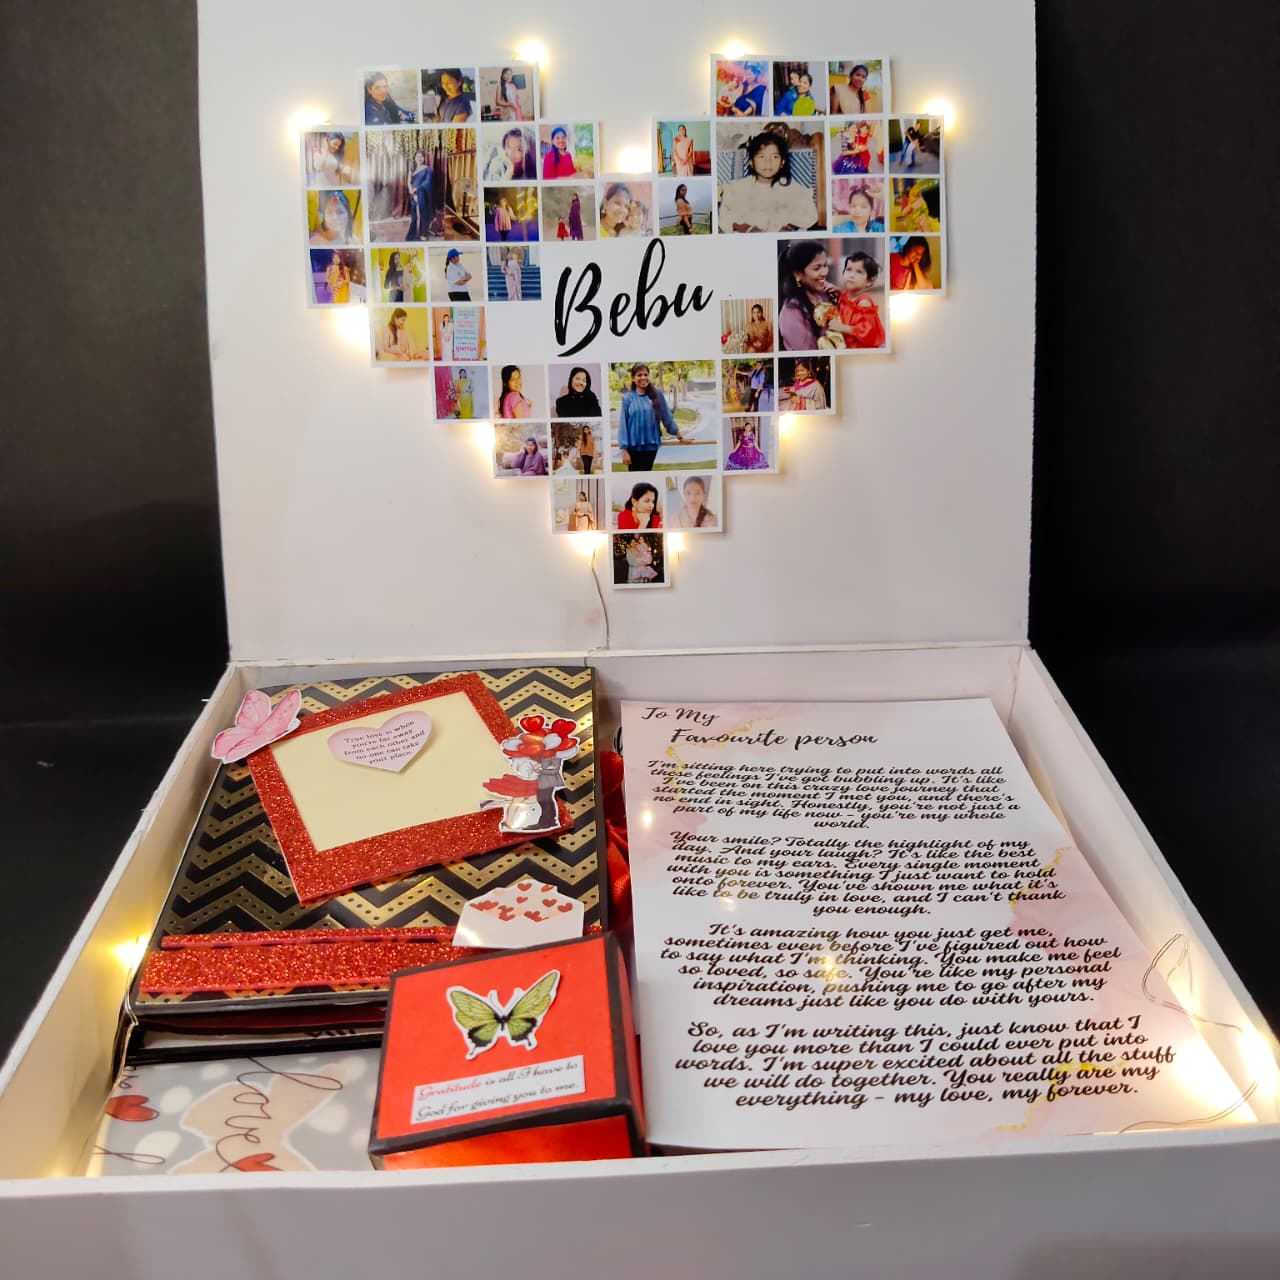 Bebu
True love is when
you're far away
from each other and
no one can take
your place.
To My
Favourite person
I'm sitting here trying to put into words all
these feelings I've got bubbling up. It's like
I've been on this crazy love journey that
started the moment I met you, and there's
no end in sight. Honestly, you're not just a
part of my life now - you're my whole
world.
Your smile? Totally the highlight of my
day. And your laugh? It's like the best
music to my ears. Every single moment
with you is something I just want to hold
onto forever. You've shown me what it's
like to be truly in love, and I can't thank
you enough.
It's amazing how you just get me,
sometimes even before I've figured out how
to say what I'm thinking. You make me feel
so loved, so safe. You're like my personal
inspiration, pushing me to go after my
dreams just like you do with yours.
So, as I'm writing this, just know that I
love you more than I could ever put into
words. I'm super excited about all the stuff
we will do together. You really are my
everything - my love, my forever.
Gratitude is all I have to
God for giving you to me.
love